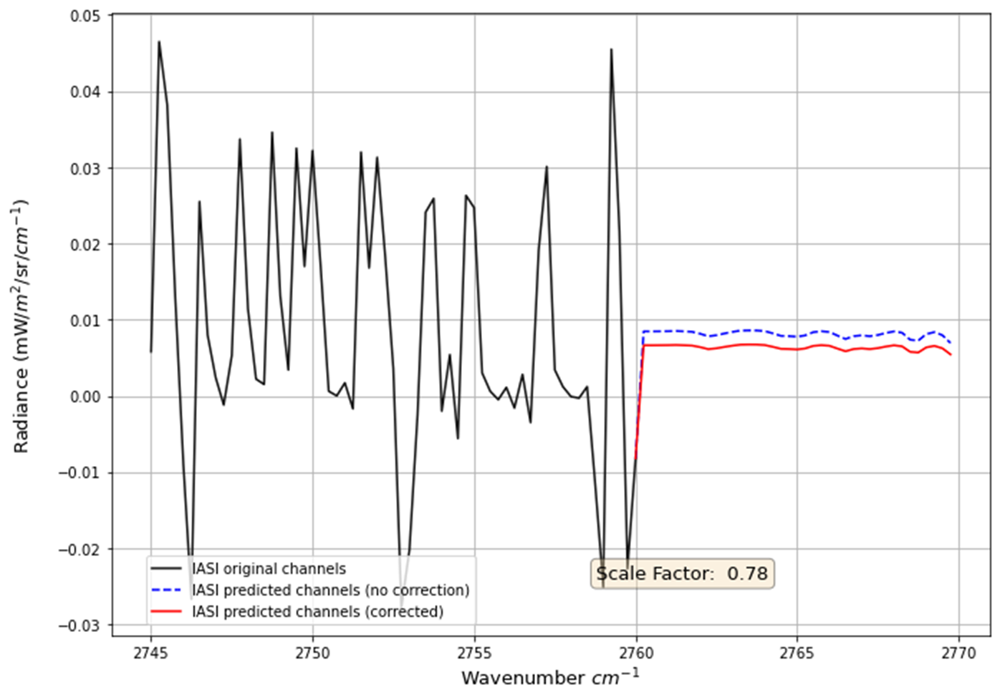 0.05
0.04
0.03
0.02
0.01
0.00
−0.01
−0.02
−0.03
Radiance (mW/m²/sr/cm⁻¹)
IASI original channels
IASI predicted channels (no correction)
IASI predicted channels (corrected)
Scale Factor: 0.78
2745 2750 2755 2760 2765 2770
Wavenumber cm⁻¹